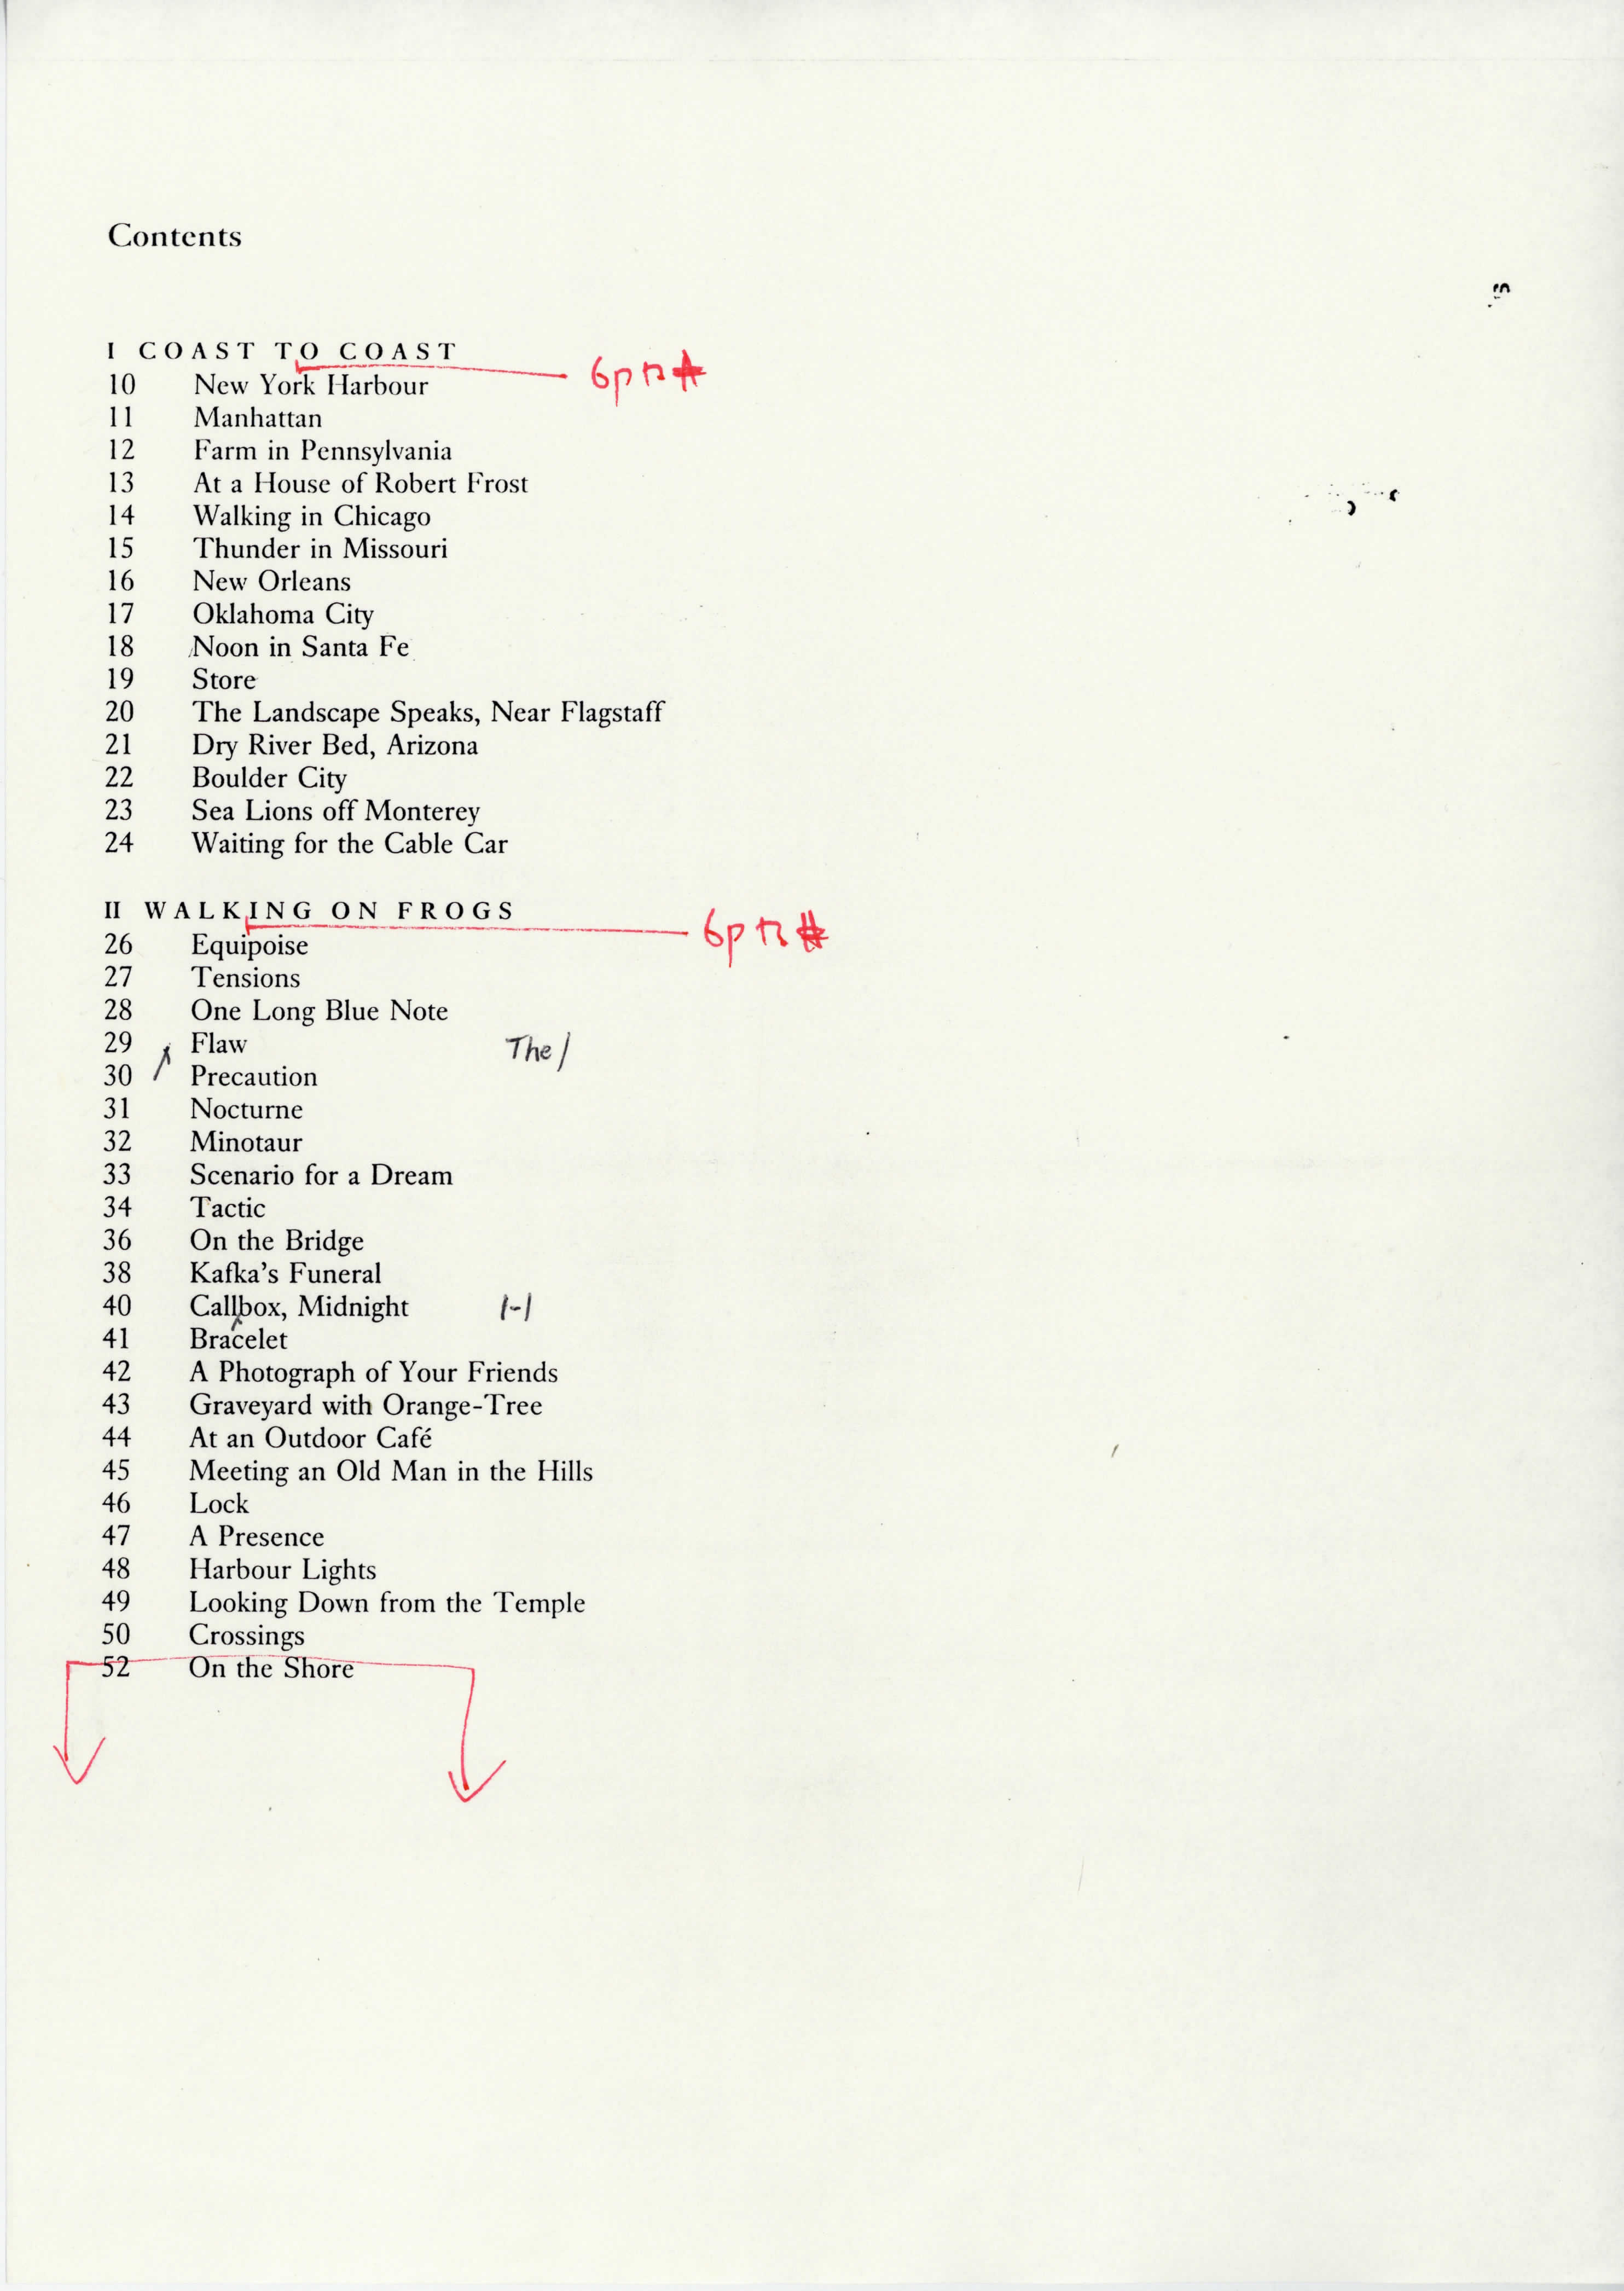 Contents
I COAST TO COAST
6pts #
10 New York Harbour
11 Manhattan
12 Farm in Pennsylvania
13 At a House of Robert Frost
14 Walking in Chicago
15 Thunder in Missouri
16 New Orleans
17 Oklahoma City
18 Noon in Santa Fe
19 Store
20 The Landscape Speaks, Near Flagstaff
21 Dry River Bed, Arizona
22 Boulder City
23 Sea Lions off Monterey
24 Waiting for the Cable Car
II WALKING ON FROGS
6pts #
26 Equipoise
27 Tensions
28 One Long Blue Note
29 Flaw The/
30 Precaution
31 Nocturne
32 Minotaur
33 Scenario for a Dream
34 Tactic
36 On the Bridge
38 Kafka's Funeral
40 Callbox, Midnight /-/
41 Bracelet
42 A Photograph of Your Friends
43 Graveyard with Orange-Tree
44 At an Outdoor Café
45 Meeting an Old Man in the Hills
46 Lock
47 A Presence
48 Harbour Lights
49 Looking Down from the Temple
50 Crossings
52 On the Shore